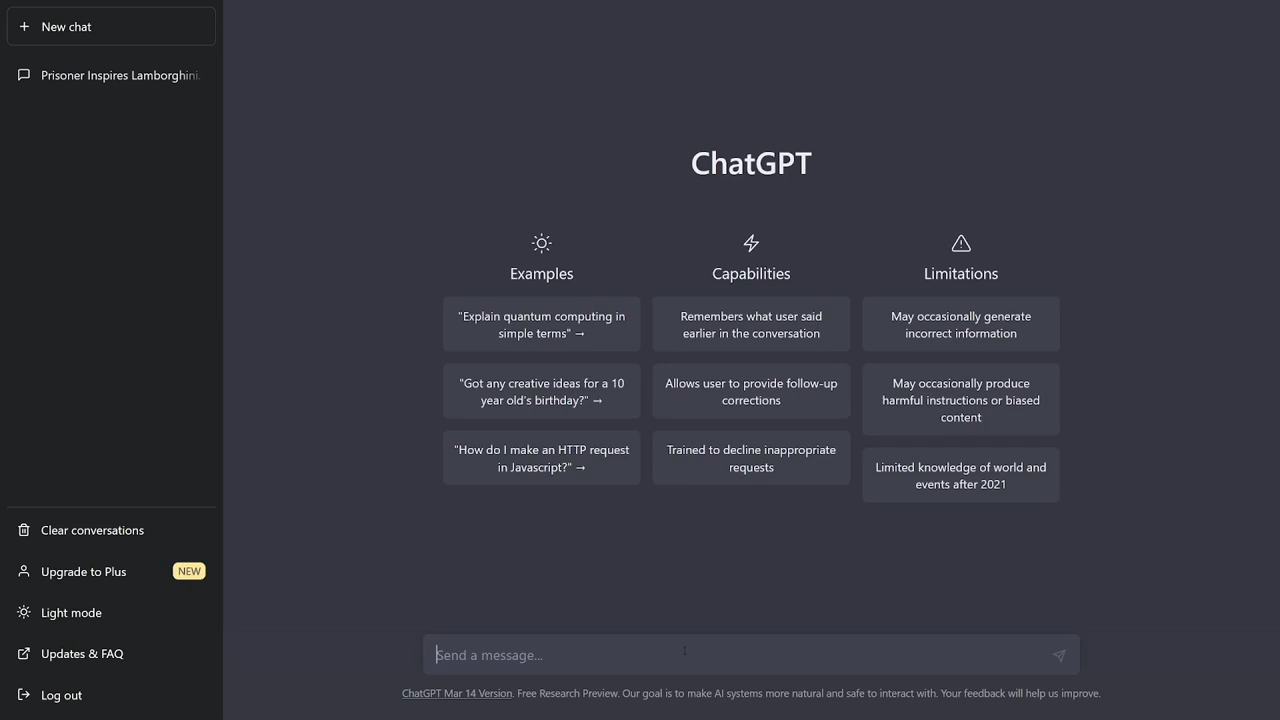 New chat
Prisoner Inspires Lamborghini.
Clear conversations
Upgrade to Plus
NEW
Light mode
Updates & FAQ
Log out
ChatGPT
Examples
"Explain quantum computing in
simple terms" →
"Got any creative ideas for a 10
year old's birthday?" →
"How do I make an HTTP request
in Javascript?" →
Capabilities
Remembers what user said
earlier in the conversation
Allows user to provide follow-up
corrections
Trained to decline inappropriate
requests
Limitations
May occasionally generate
incorrect information
May occasionally produce
harmful instructions or biased
content
Limited knowledge of world and
events after 2021
Send a message...
ChatGPT Mar 14 Version. Free Research Preview. Our goal is to make AI systems more natural and safe to interact with. Your feedback will help us improve.